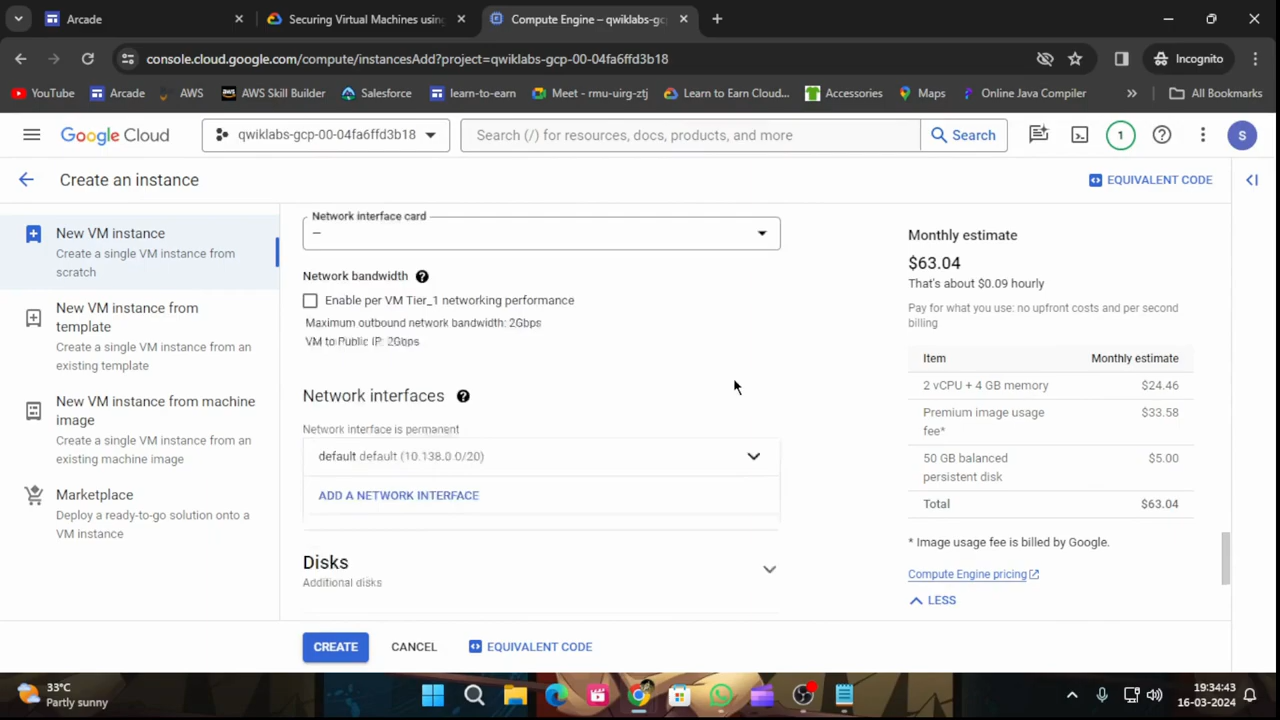 Arcade
Securing Virtual Machines using
Compute Engine – qwiklabs-gc
console.cloud.google.com/compute/instancesAdd?project=qwiklabs-gcp-00-04fa6ffd3b18
Incognito
YouTube
Arcade
AWS
AWS Skill Builder
Salesforce
learn-to-earn
Meet - rmu-uirg-ztj
Learn to Earn Cloud...
Accessories
Maps
Online Java Compiler
All Bookmarks
Google Cloud
qwiklabs-gcp-00-04fa6ffd3b18
Search (/) for resources, docs, products, and more
Search
1
S
Create an instance
EQUIVALENT CODE
New VM instance
Create a single VM instance from
scratch
New VM instance from
template
Create a single VM instance from an
existing template
New VM instance from machine
image
Create a single VM instance from an
existing machine image
Marketplace
Deploy a ready-to-go solution onto a
VM instance
Network interface card
–
Network bandwidth
Enable per VM Tier_1 networking performance
Maximum outbound network bandwidth: 2Gbps
VM to Public IP: 2Gbps
Network interfaces
Network interface is permanent
default default (10.138.0.0/20)
ADD A NETWORK INTERFACE
Disks
Additional disks
CREATE
CANCEL
EQUIVALENT CODE
Monthly estimate
$63.04
That's about $0.09 hourly
Pay for what you use: no upfront costs and per second
billing
Item Monthly estimate
2 vCPU + 4 GB memory $24.46
Premium image usage
fee* $33.58
50 GB balanced
persistent disk $5.00
Total $63.04
* Image usage fee is billed by Google.
Compute Engine pricing
LESS
33°C
Partly sunny
19:34:43
16-03-2024